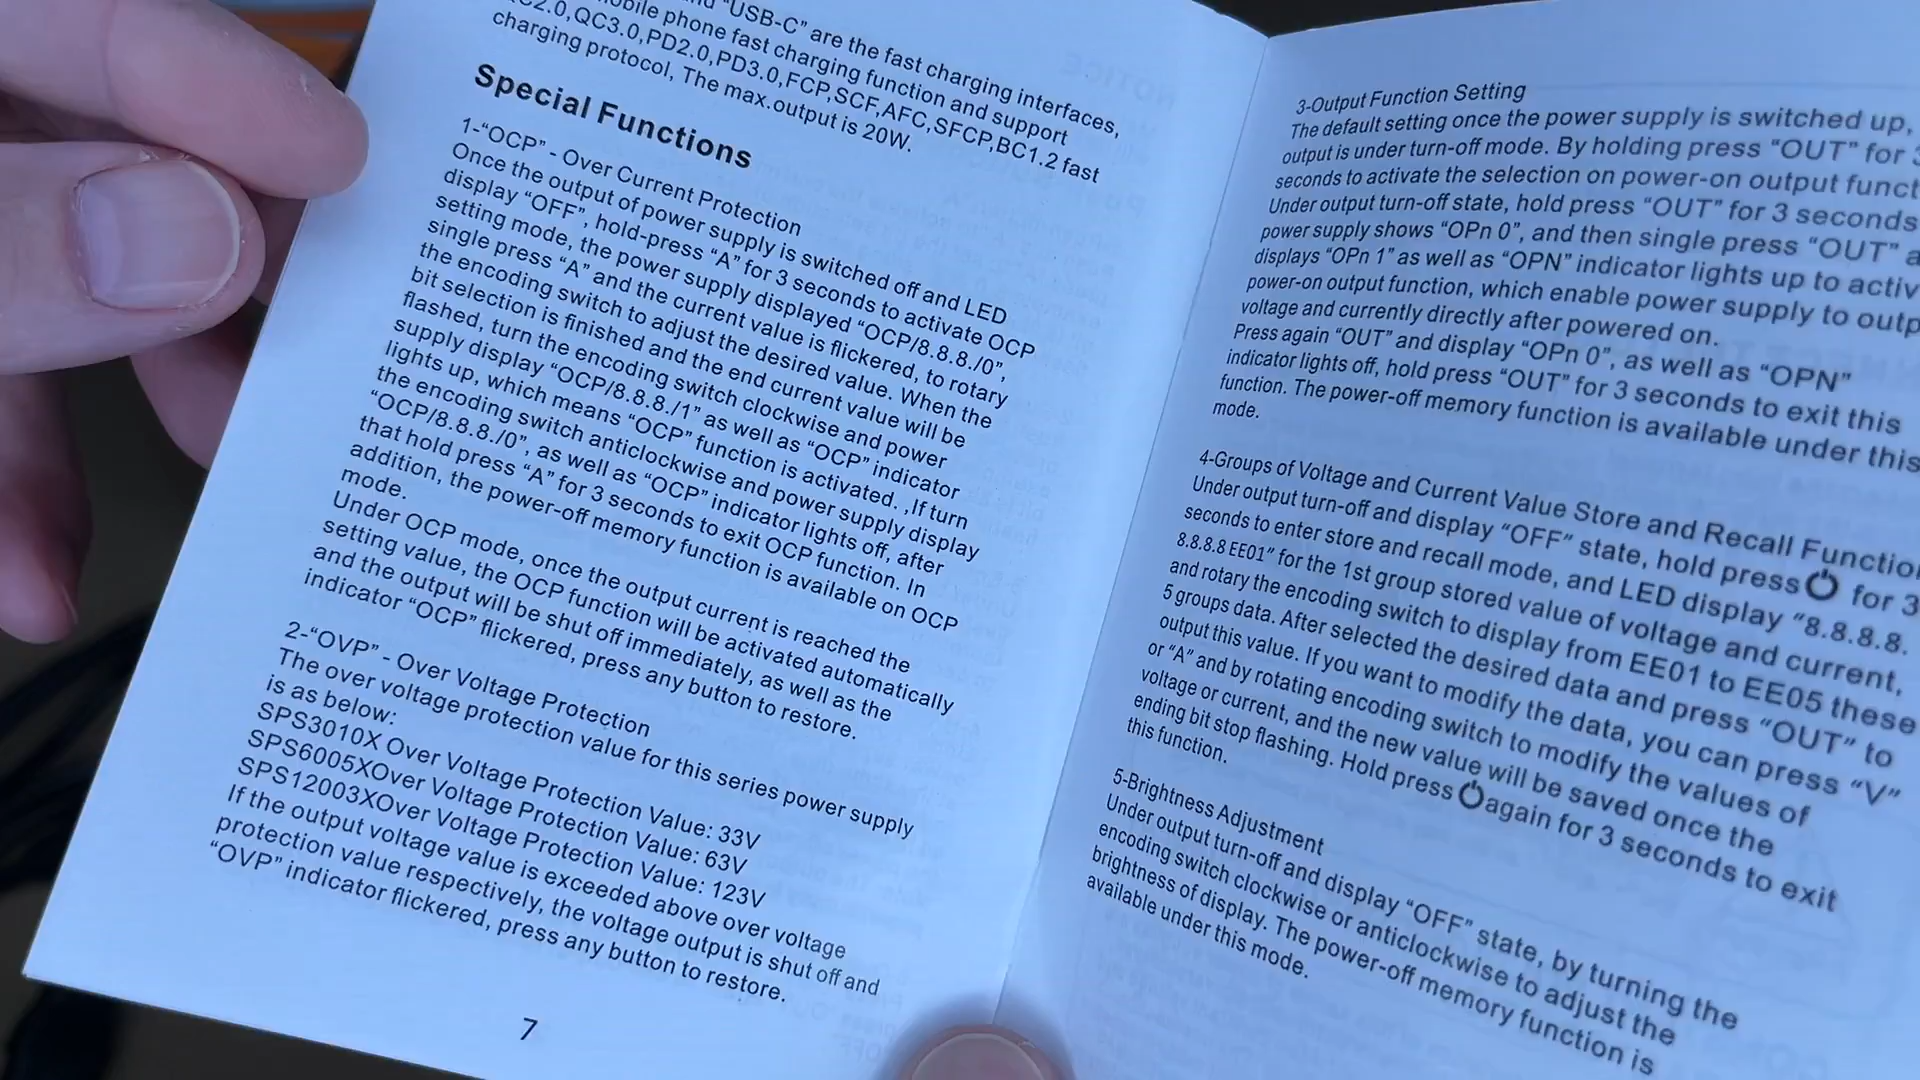 "USB-C" are the fast charging interfaces,
mobile phone fast charging function and support
QC2.0,QC3.0,PD2.0,PD3.0,FCP,SCF,AFC,SFCP,BC1.2 fast
charging protocol, The max.output is 20W.
Special Functions
1-“OCP” - Over Current Protection
Once the output of power supply is switched off and LED
display “OFF”, hold-press “A” for 3 seconds to activate OCP
setting mode, the power supply displayed “OCP/8.8.8./0”,
single press “A” and the current value is flickered, to rotary
the encoding switch to adjust the desired value. When the
bit selection is finished and the end current value will be
flashed, turn the encoding switch clockwise and power
supply display “OCP/8.8.8./1” as well as “OCP” indicator
lights up, which means “OCP” function is activated. ,If turn
the encoding switch anticlockwise and power supply display
“OCP/8.8.8./0”, as well as “OCP” indicator lights off, after
that hold press “A” for 3 seconds to exit OCP function. In
addition, the power-off memory function is available on OCP
mode.
Under OCP mode, once the output current is reached the
setting value, the OCP function will be activated automatically
and the output will be shut off immediately, as well as the
indicator “OCP” flickered, press any button to restore.
2-“OVP” - Over Voltage Protection
The over voltage protection value for this series power supply
is as below:
SPS3010X Over Voltage Protection Value: 33V
SPS6005XOver Voltage Protection Value: 63V
SPS12003XOver Voltage Protection Value: 123V
If the output voltage value is exceeded above over voltage
protection value respectively, the voltage output is shut off and
“OVP” indicator flickered, press any button to restore.
7
3-Output Function Setting
The default setting once the power supply is switched up,
output is under turn-off mode. By holding press “OUT” for 3
seconds to activate the selection on power-on output funct
Under output turn-off state, hold press “OUT” for 3 seconds
power supply shows “OPn 0”, and then single press “OUT” a
displays “OPn 1” as well as “OPN” indicator lights up to activ
power-on output function, which enable power supply to outp
voltage and currently directly after powered on.
Press again “OUT” and display “OPn 0”, as well as “OPN”
indicator lights off, hold press “OUT” for 3 seconds to exit this
function. The power-off memory function is available under this
mode.
4-Groups of Voltage and Current Value Store and Recall Function
Under output turn-off and display “OFF” state, hold press for 3
seconds to enter store and recall mode, and LED display “8.8.8.8.
8.8.8.8 EE01” for the 1st group stored value of voltage and current,
and rotary the encoding switch to display from EE01 to EE05 these
5 groups data. After selected the desired data and press “OUT” to
output this value. If you want to modify the data, you can press “V”
or “A” and by rotating encoding switch to modify the values of
voltage or current, and the new value will be saved once the
ending bit stop flashing. Hold press again for 3 seconds to exit
this function.
5-Brightness Adjustment
Under output turn-off and display “OFF” state, by turning the
encoding switch clockwise or anticlockwise to adjust the
brightness of display. The power-off memory function is
available under this mode.